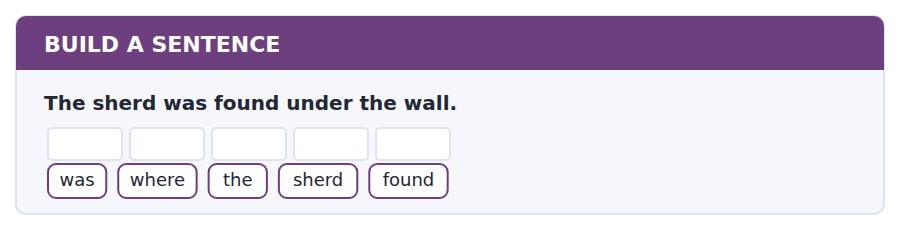 BUILD A SENTENCE
The sherd was found under the wall.
was where the sherd found